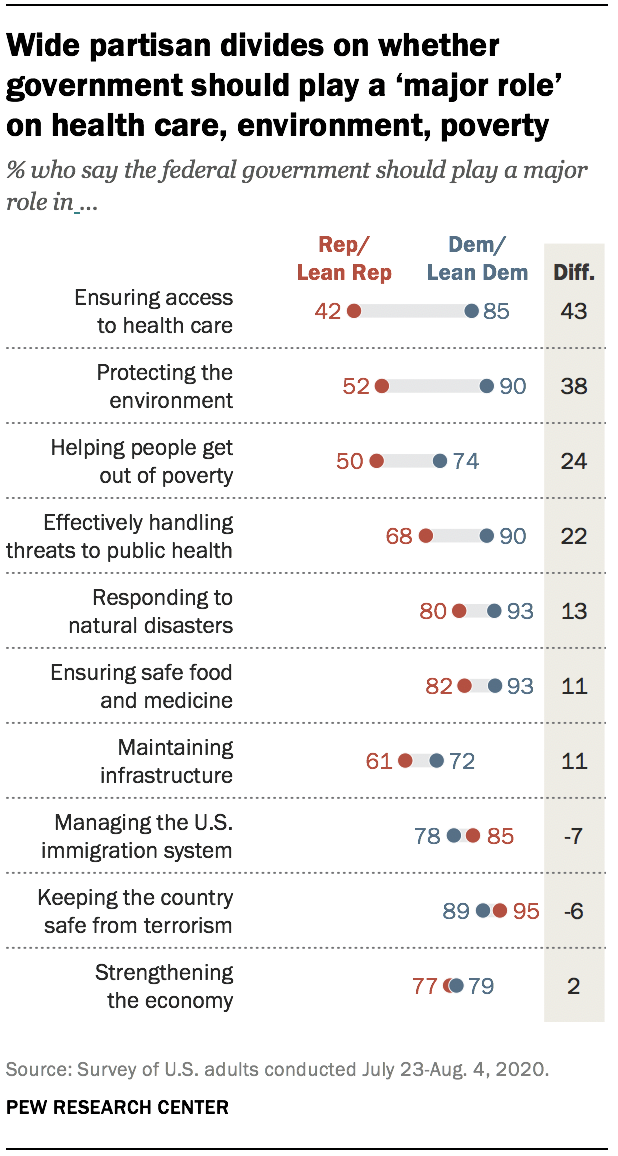 Wide partisan divides on whether
government should play a ‘major role’
on health care, environment, poverty
% who say the federal government should play a major
role in ...
Rep/ Dem/
Lean Rep Lean Dem Diff.
Ensuring access
to health care 42 85 43
Protecting the
environment 52 90 38
Helping people get
out of poverty 50 74 24
Effectively handling
threats to public health 68 90 22
Responding to
natural disasters 80 93 13
Ensuring safe food
and medicine 82 93 11
Maintaining
infrastructure 61 72 11
Managing the U.S.
immigration system 78 85 -7
Keeping the country
safe from terrorism 89 95 -6
Strengthening
the economy 77 79 2
Source: Survey of U.S. adults conducted July 23-Aug. 4, 2020.
PEW RESEARCH CENTER